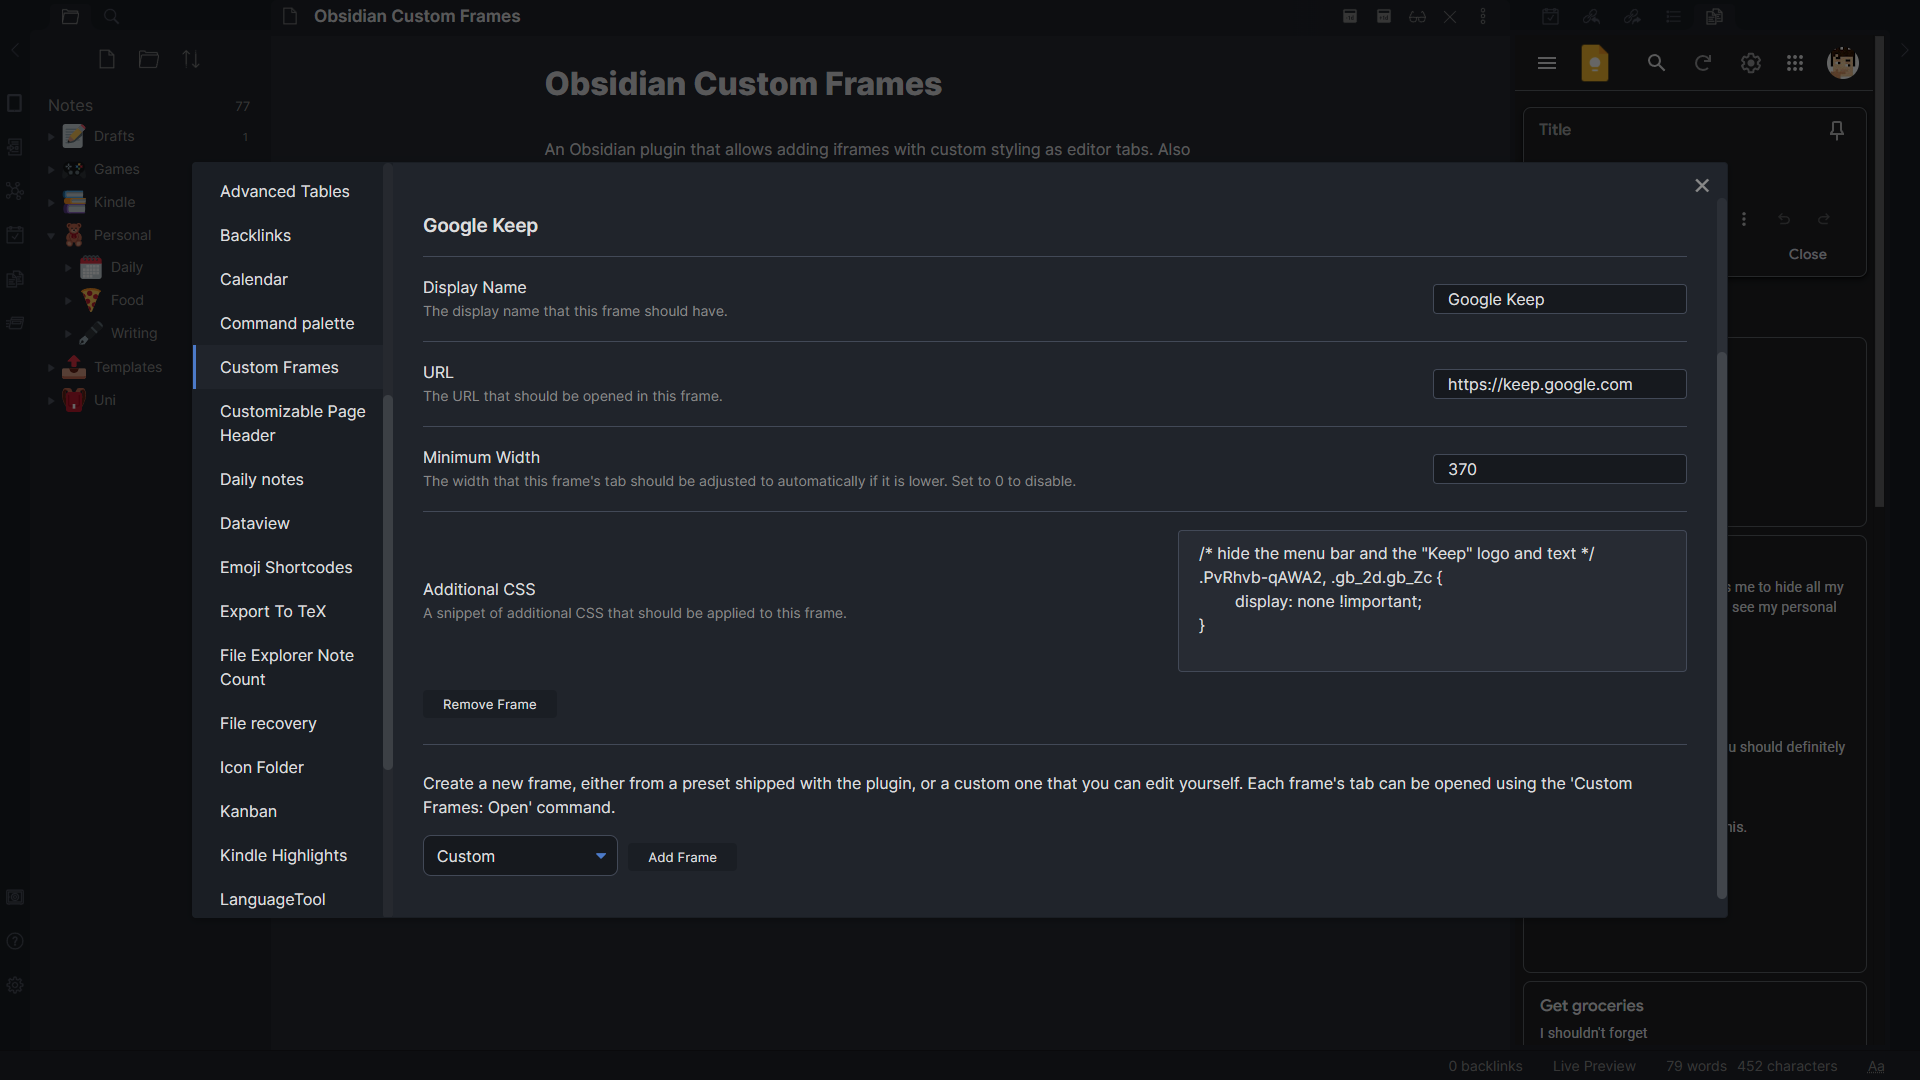 Obsidian Custom Frames
Notes
77
Drafts
1
Games
Kindle
Personal
Daily
Food
Writing
Templates
Uni
Obsidian Custom Frames
An Obsidian plugin that allows adding iframes with custom styling as editor tabs. Also
Advanced Tables
Backlinks
Calendar
Command palette
Custom Frames
Customizable Page
Header
Daily notes
Dataview
Emoji Shortcodes
Export To TeX
File Explorer Note
Count
File recovery
Icon Folder
Kanban
Kindle Highlights
LanguageTool
Google Keep
Display Name
The display name that this frame should have.
Google Keep
URL
The URL that should be opened in this frame.
https://keep.google.com
Minimum Width
The width that this frame's tab should be adjusted to automatically if it is lower. Set to 0 to disable.
370
Additional CSS
A snippet of additional CSS that should be applied to this frame.
/* hide the menu bar and the "Keep" logo and text */
.PvRhvb-qAWA2, .gb_2d.gb_Zc {
display: none !important;
}
Remove Frame
Create a new frame, either from a preset shipped with the plugin, or a custom one that you can edit yourself. Each frame's tab can be opened using the 'Custom
Frames: Open' command.
Custom
Add Frame
Title
Close
me to hide all my
see my personal
should definitely
Get groceries
I shouldn't forget
0 backlinks
Live Preview
79 words
452 characters
Aa